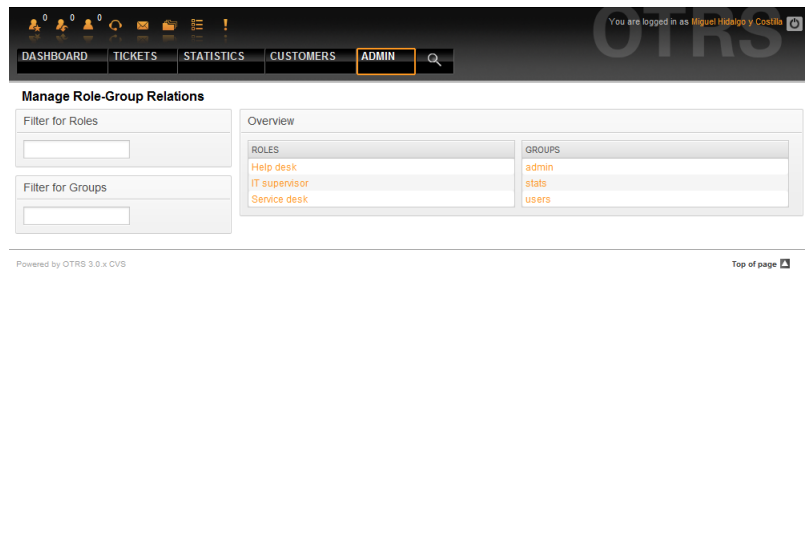 0 0 0
You are logged in as Miguel Hidalgo y Costilla
OTRS
DASHBOARD TICKETS STATISTICS CUSTOMERS ADMIN
Manage Role-Group Relations
Filter for Roles
Filter for Groups
Overview
ROLES GROUPS
Help desk admin
IT supervisor stats
Service desk users
Powered by OTRS 3.0.x CVS
Top of page